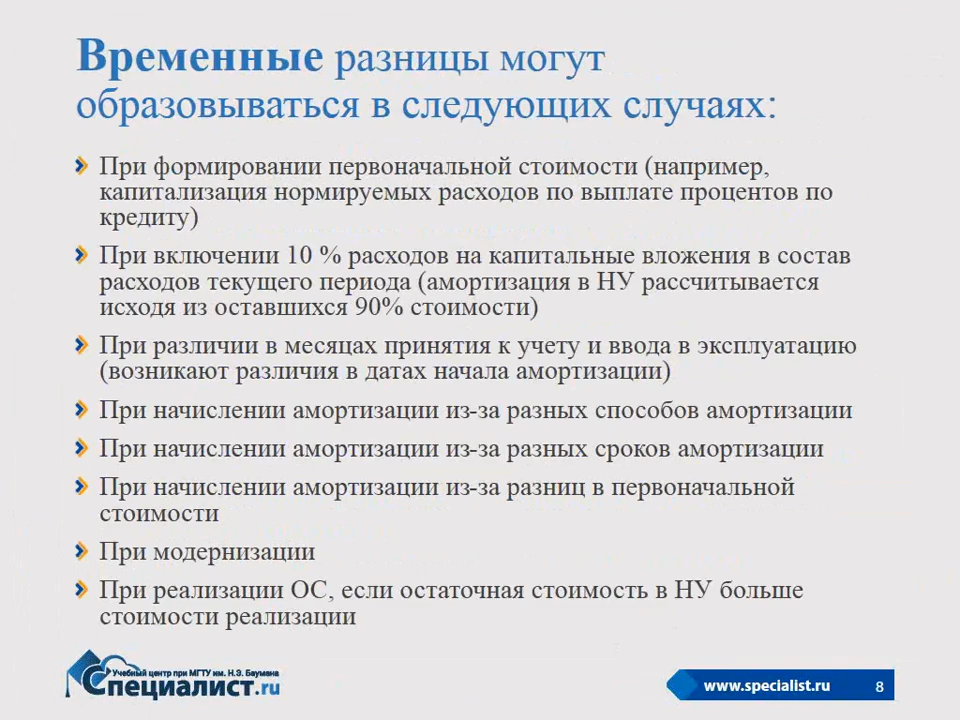 Временные разницы могут
образовываться в следующих случаях:
При формировании первоначальной стоимости (например,
капитализация нормируемых расходов по выплате процентов по
кредиту)
При включении 10 % расходов на капитальные вложения в состав
расходов текущего периода (амортизация в НУ рассчитывается
исходя из оставшихся 90% стоимости)
При различии в месяцах принятия к учету и ввода в эксплуатацию
(возникают различия в датах начала амортизации)
При начислении амортизации из-за разных способов амортизации
При начислении амортизации из-за разных сроков амортизации
При начислении амортизации из-за разниц в первоначальной
стоимости
При модернизации
При реализации ОС, если остаточная стоимость в НУ больше
стоимости реализации
Учебный центр при МГТУ им. Н.Э. Баумана
Специалист.ru
www.specialist.ru
8